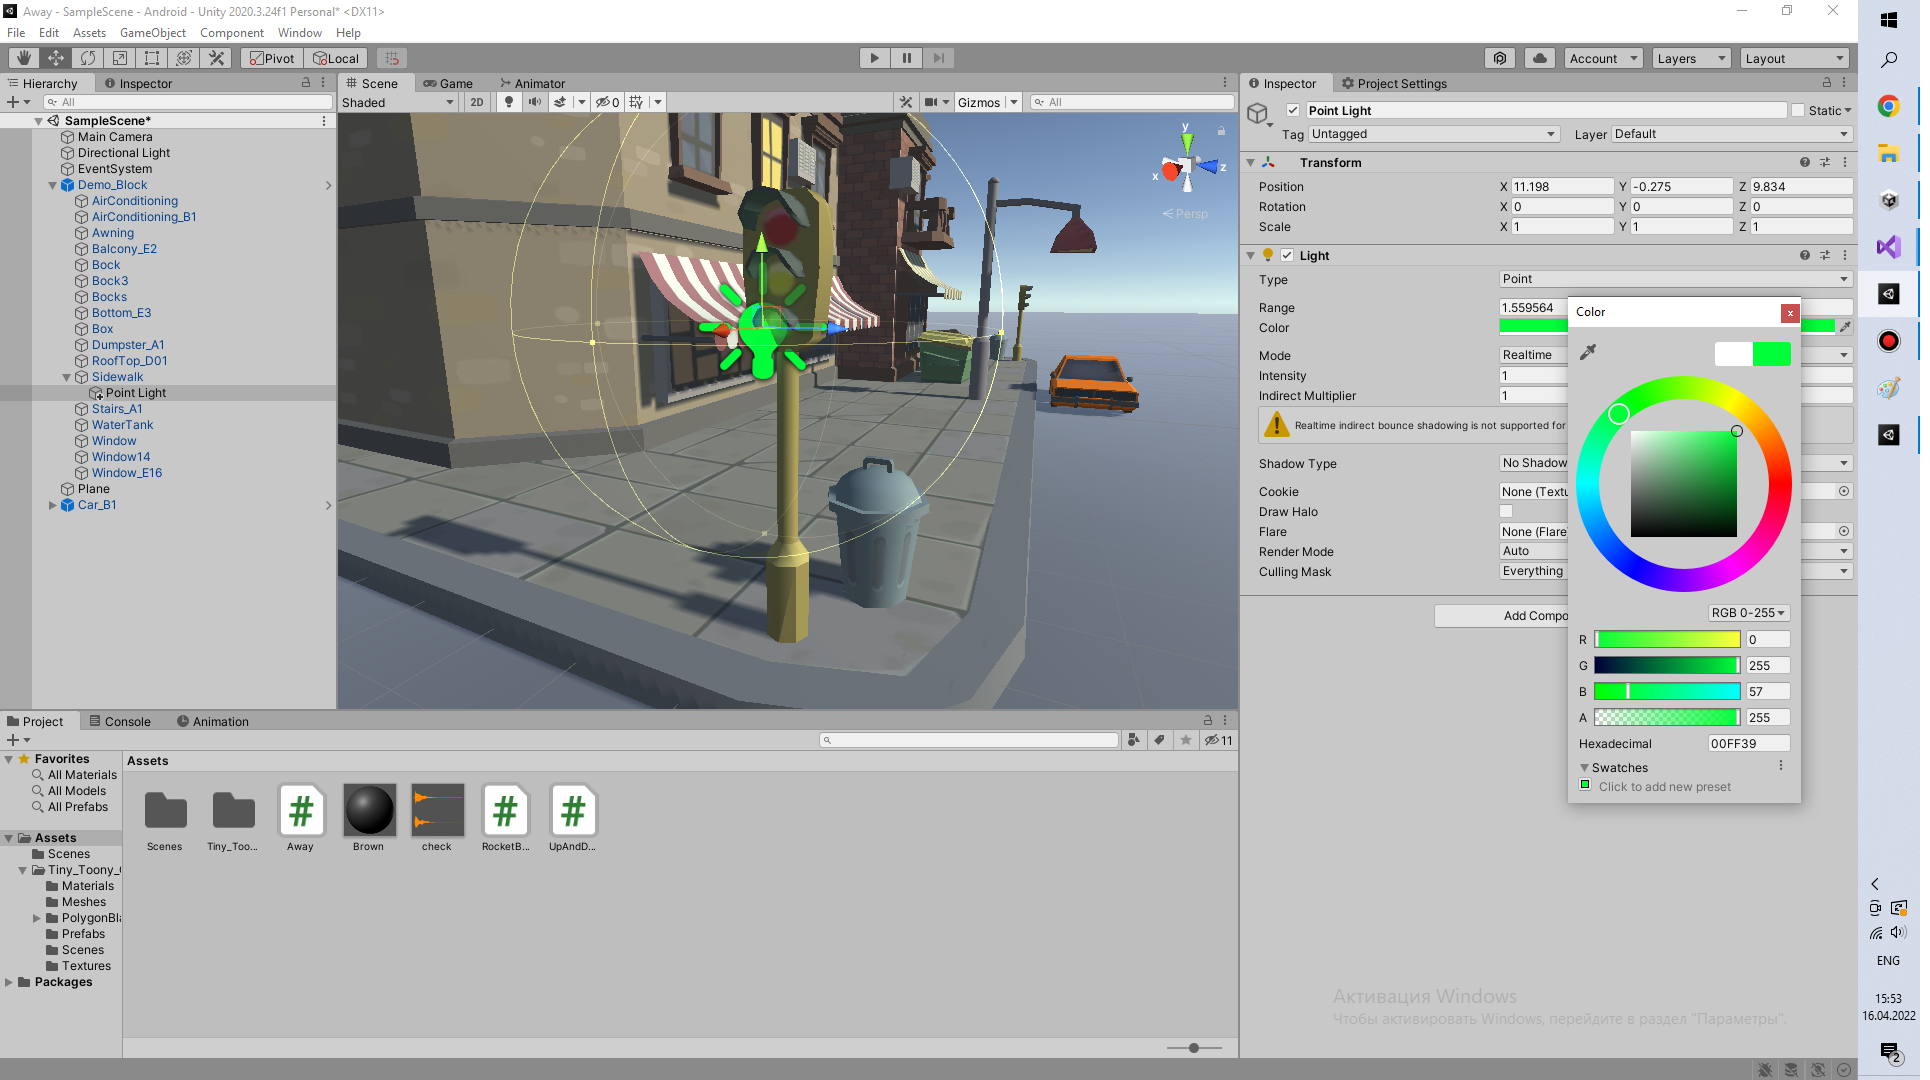 Away - SampleScene - Android - Unity 2020.3.24f1 Personal* <DX11>
File Edit Assets GameObject Component Window Help
Pivot Local Account Layers Layout
Hierarchy Inspector
All
SampleScene*
Main Camera
Directional Light
EventSystem
Demo_Block
AirConditioning
AirConditioning_B1
Awning
Balcony_E2
Bock
Bock3
Bocks
Bottom_E3
Box
Dumpster_A1
RoofTop_D01
Sidewalk
Point Light
Stairs_A1
WaterTank
Window
Window14
Window_E16
Plane
Car_B1
Scene Game Animator
Shaded 2D 0 Gizmos All
y
x z
Persp
Inspector Project Settings
Point Light Static
Tag Untagged Layer Default
Transform
Position X 11.198 Y -0.275 Z 9.834
Rotation X 0 Y 0 Z 0
Scale X 1 Y 1 Z 1
Light
Type Point
Range 1.559564
Color
Mode Realtime
Intensity 1
Indirect Multiplier 1
Realtime indirect bounce shadowing is not supported for
Shadow Type No Shadow
Cookie None (Textu
Draw Halo
Flare None (Flare
Render Mode Auto
Culling Mask Everything
Add Compo
Color x
RGB 0-255
R 0
G 255
B 57
A 255
Hexadecimal 00FF39
Swatches
Click to add new preset
Project Console Animation
11
Favorites
All Materials
All Models
All Prefabs
Assets
Scenes
Tiny_Toony_
Materials
Meshes
PolygonBl
Prefabs
Scenes
Textures
Packages
Assets
Scenes Tiny_Too... Away Brown check RocketB... UpAndD...
Активация Windows
Чтобы активировать Windows, перейдите в раздел "Параметры".
ENG
15:53
16.04.2022
2